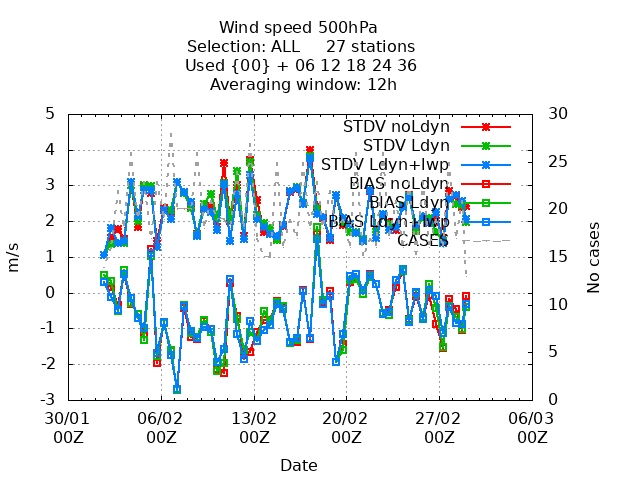 Wind speed 500hPa
Selection: ALL 27 stations
Used {00} + 06 12 18 24 36
Averaging window: 12h
5 30
STDV noLdyn
STDV Ldyn
4 25
STDV Ldyn+lwp
3
BIAS noLdyn
BIAS Ldyn
20
2
BIAS Ldyn+lwp
CASES
1 15
0
10
-1
5
-2
-3 0
m/s
No cases
30/01 06/02 13/02 20/02 27/02 06/03
00Z 00Z 00Z 00Z 00Z 00Z
Date